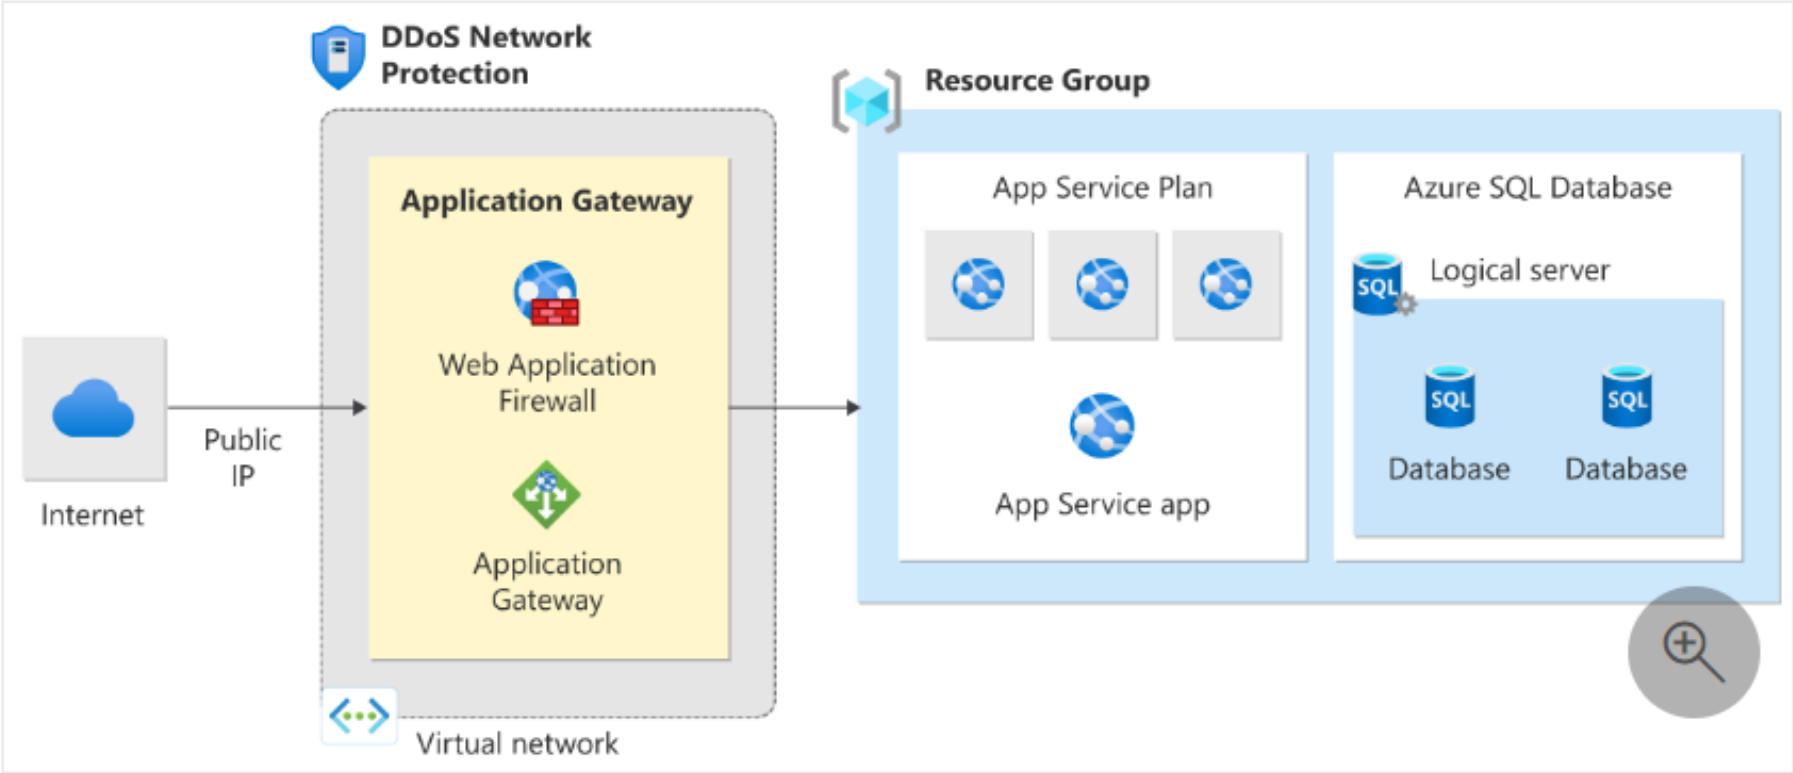 DDoS Network
Protection
Resource Group
Application Gateway
Web Application
Firewall
Application
Gateway
Public
IP
Internet
Virtual network
App Service Plan
App Service app
Azure SQL Database
SQL
Logical server
SQL
SQL
Database
Database